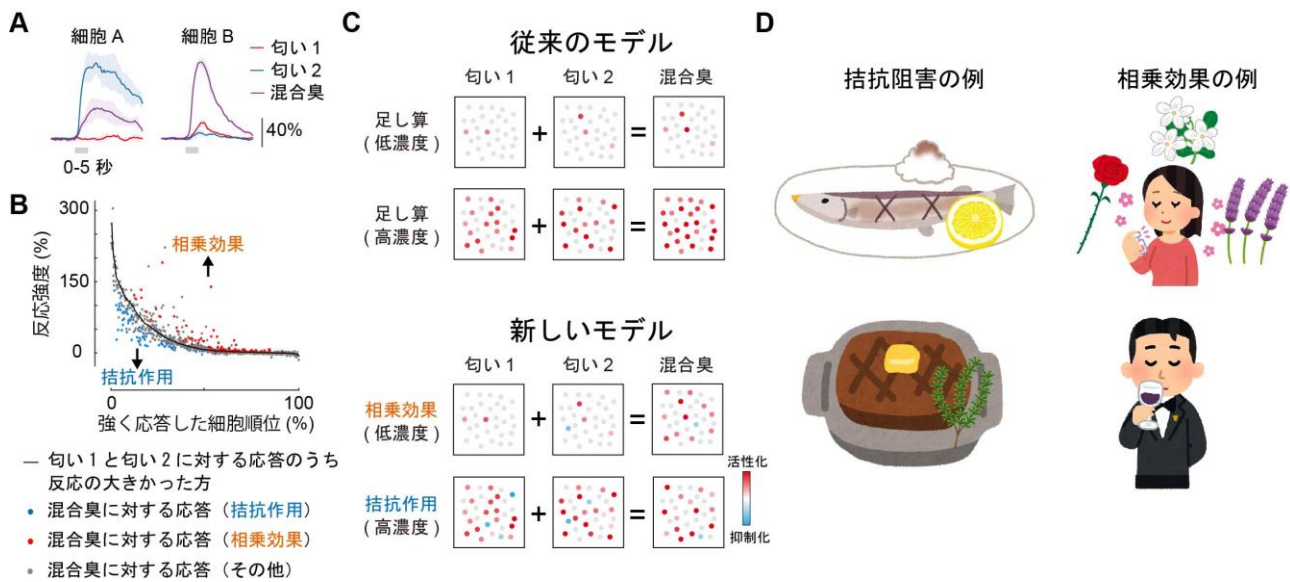 A
細胞 A
細胞 B
匂い 1
匂い 2
混合臭
40%
0-5 秒
B
300
150
0
反応強度 (%)
相乗効果
拮抗作用
0
100
強く応答した細胞順位 (%)
匂い 1 と匂い 2 に対する応答のうち
反応の大きかった方
混合臭に対する応答（拮抗作用）
混合臭に対する応答（相乗効果）
混合臭に対する応答（その他）
C
従来のモデル
匂い 1
匂い 2
混合臭
足し算
(低濃度)
+
=
足し算
(高濃度)
+
=
新しいモデル
匂い 1
匂い 2
混合臭
相乗効果
(低濃度)
+
=
拮抗作用
(高濃度)
+
=
活性化
抑制化
D
拮抗阻害の例
相乗効果の例